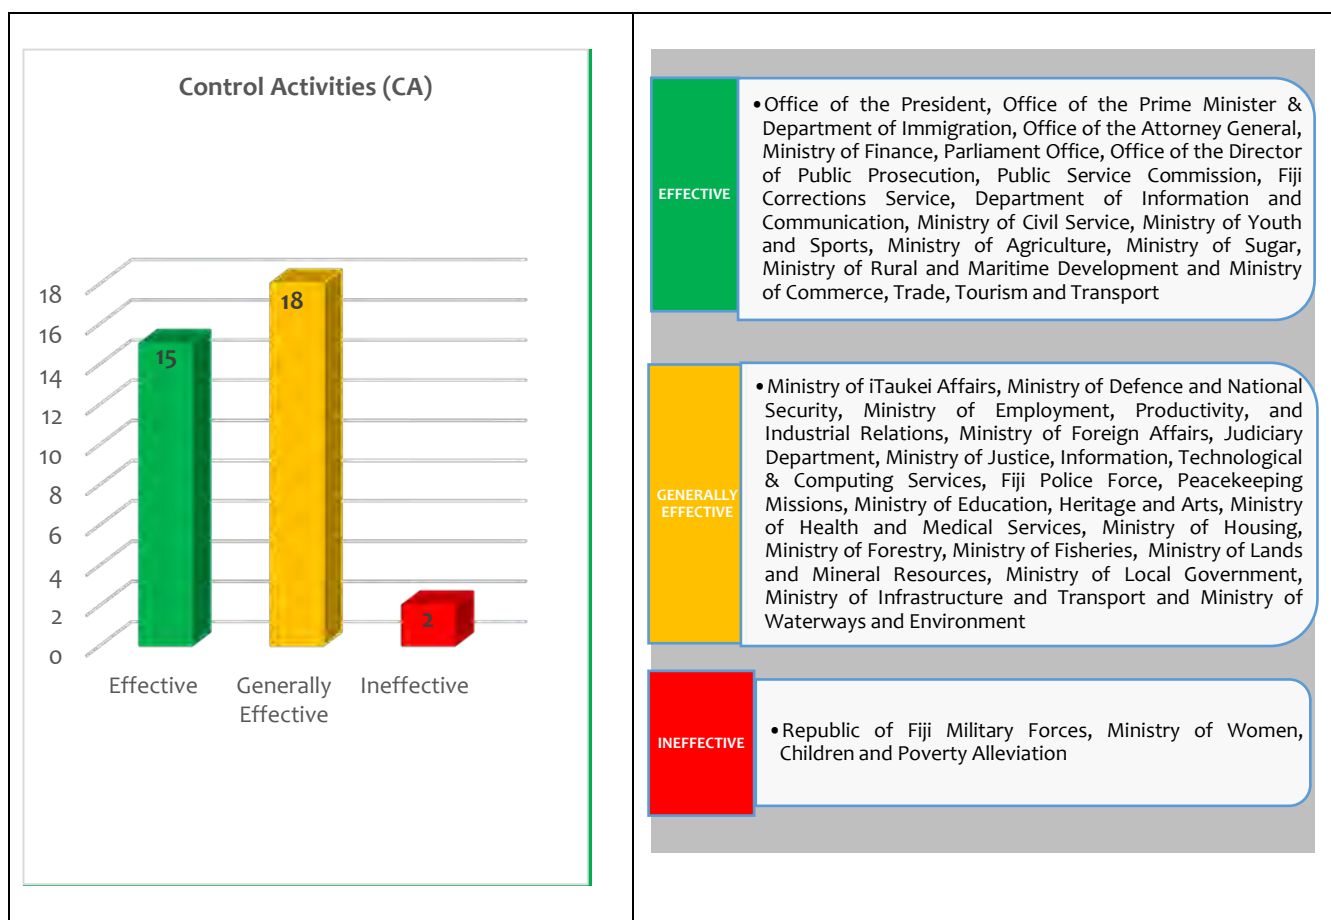 Control Activities (CA)
18
16
14
12
10
8
6
4
2
0
15
18
2
Effective
Generally
Effective
Ineffective
EFFECTIVE
•Office of the President, Office of the Prime Minister &
Department of Immigration, Office of the Attorney General,
Ministry of Finance, Parliament Office, Office of the Director
of Public Prosecution, Public Service Commission, Fiji
Corrections Service, Department of Information and
Communication, Ministry of Civil Service, Ministry of Youth
and Sports, Ministry of Agriculture, Ministry of Sugar,
Ministry of Rural and Maritime Development and Ministry
of Commerce, Trade, Tourism and Transport
GENERALLY
EFFECTIVE
•Ministry of iTaukei Affairs, Ministry of Defence and National
Security, Ministry of Employment, Productivity, and
Industrial Relations, Ministry of Foreign Affairs, Judiciary
Department, Ministry of Justice, Information, Technological
& Computing Services, Fiji Police Force, Peacekeeping
Missions, Ministry of Education, Heritage and Arts, Ministry
of Health and Medical Services, Ministry of Housing,
Ministry of Forestry, Ministry of Fisheries, Ministry of Lands
and Mineral Resources, Ministry of Local Government,
Ministry of Infrastructure and Transport and Ministry of
Waterways and Environment
INEFFECTIVE
•Republic of Fiji Military Forces, Ministry of Women,
Children and Poverty Alleviation